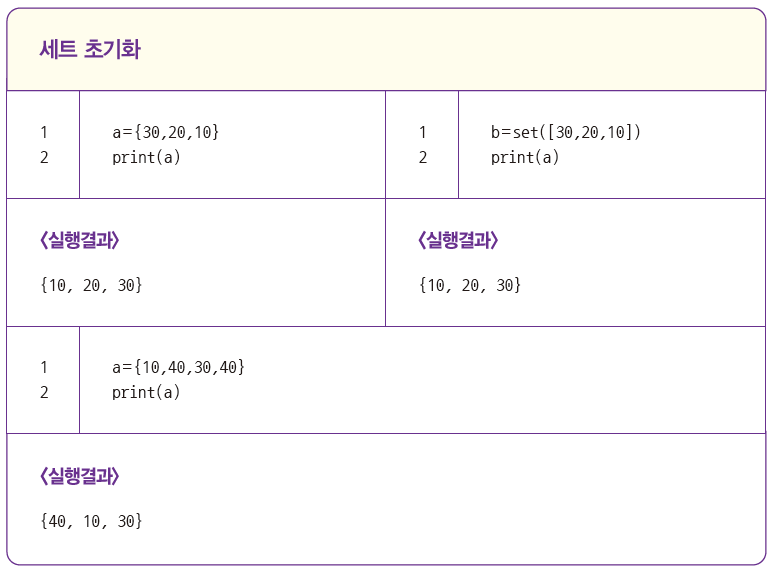 세트 초기화
1 a={30,20,10}
2 print(a)
1 b=set([30,20,10])
2 print(a)
<실행결과>
{10, 20, 30}
<실행결과>
{10, 20, 30}
1 a={10,40,30,40}
2 print(a)
<실행결과>
{40, 10, 30}